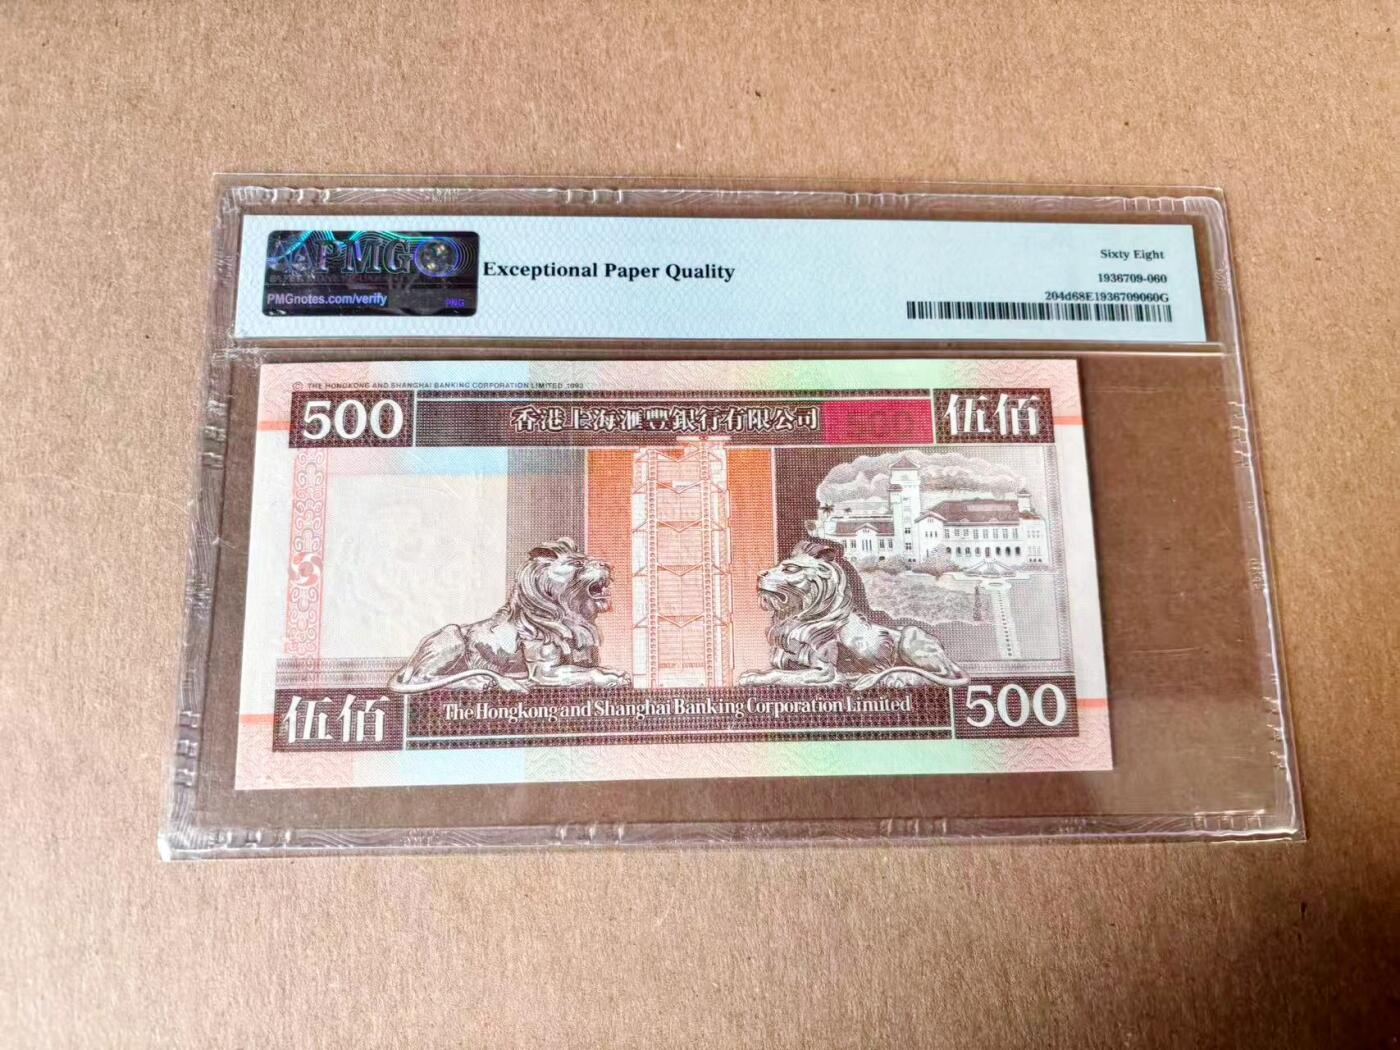 PMG
PMGnotes.com/verify
PNG
Exceptional Paper Quality
Sixty Eight
1936709-060
204d68E1936709060G
© THE HONGKONG AND SHANGHAI BANKING CORPORATION LIMITED 1993
500
香港上海滙豐銀行有限公司
500
伍佰
伍佰
The Hongkong and Shanghai Banking Corporation Limited
500